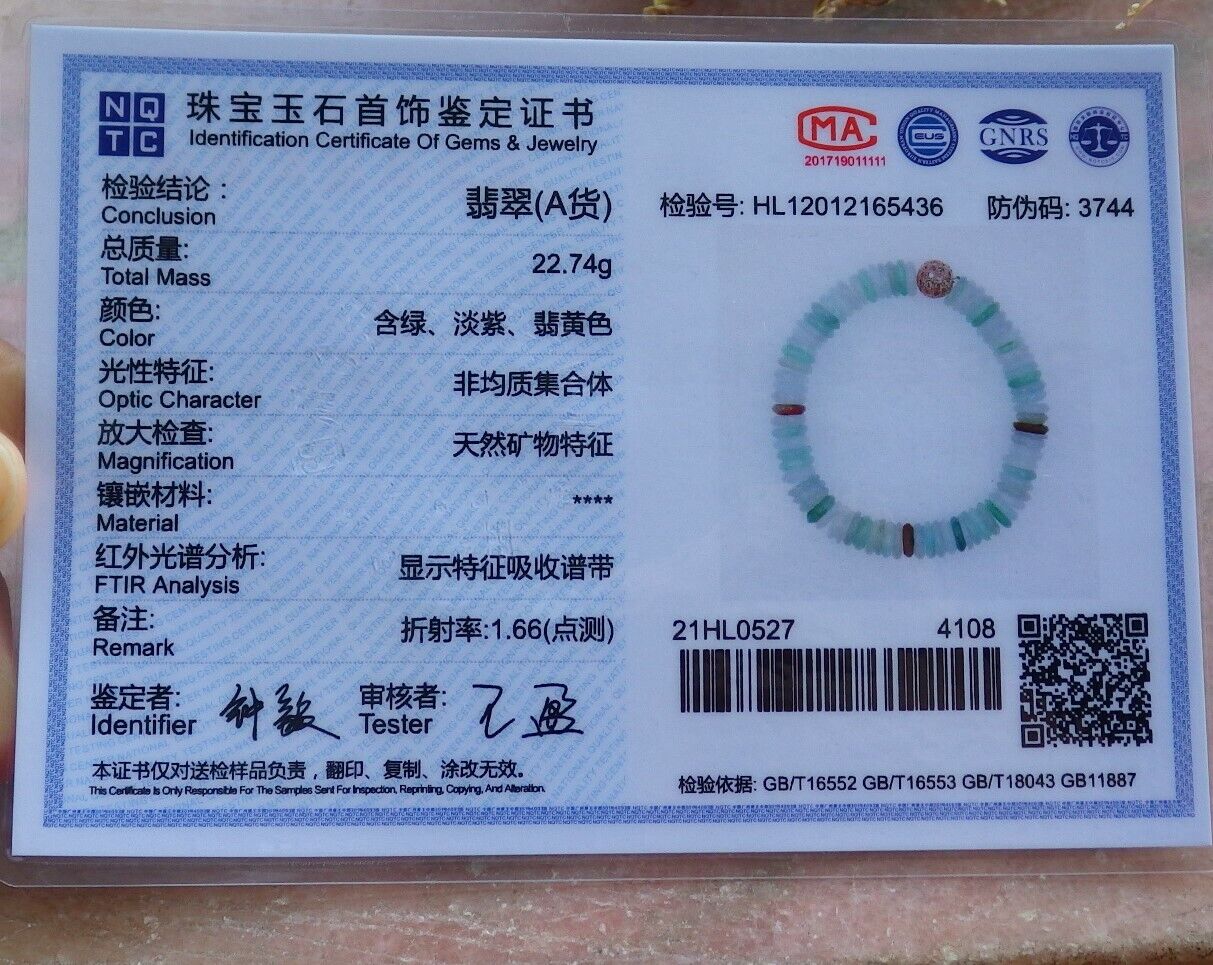 NQ
TC
珠宝玉石首饰鉴定证书
Identification Certificate Of Gems & Jewelry
检验结论：
Conclusion
翡翠(A货)
总质量:
Total Mass
22.74g
颜色:
Color
含绿、淡紫、翡黄色
光性特征:
Optic Character
非均质集合体
放大检查:
Magnification
天然矿物特征
镶嵌材料:
Material
****
红外光谱分析:
FTIR Analysis
显示特征吸收谱带
备注:
Remark
折射率:1.66(点测)
鉴定者:
Identifier
审核者:
Tester
本证书仅对送检样品负责，翻印、复制、涂改无效。
This Certificate Is Only Responsible For The Samples Sent For Inspection, Reprinting, Copying, And Alteration.
MA
201719011111
EUS
GNRS
检验号: HL12012165436 防伪码: 3744
21HL0527 4108
检验依据: GB/T16552 GB/T16553 GB/T18043 GB11887